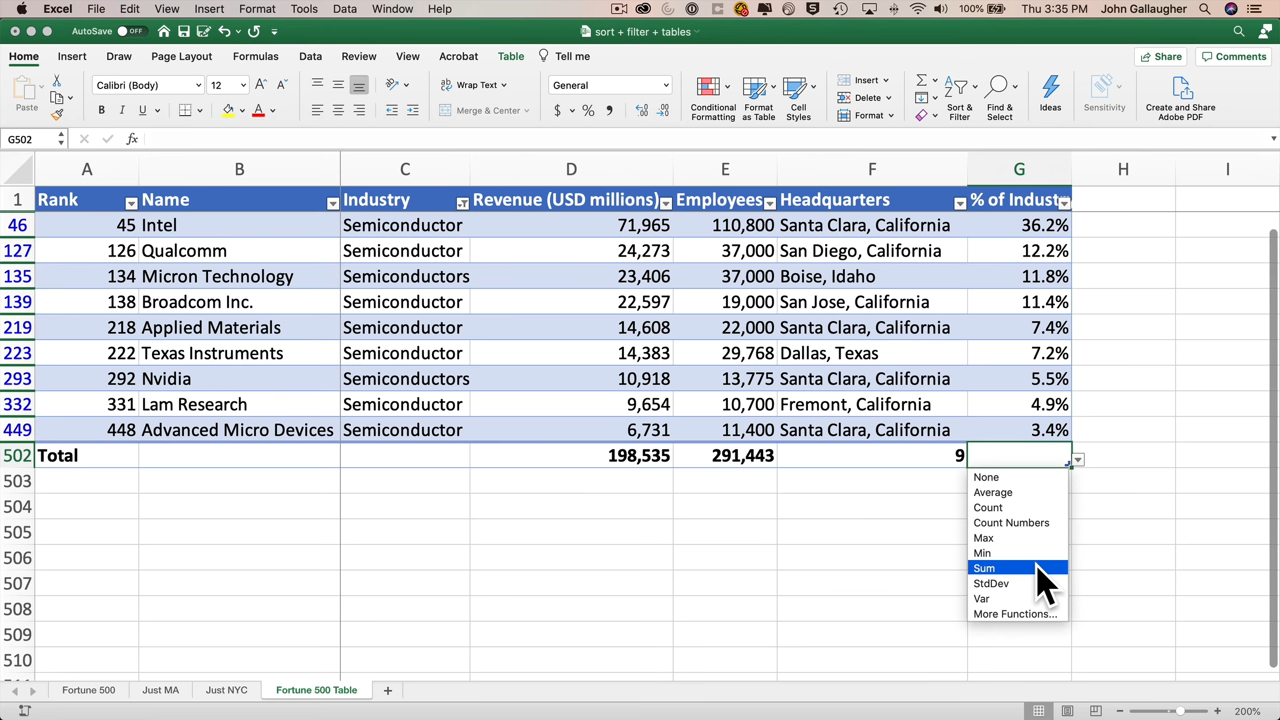 Excel File Edit View Insert Format Tools Data Window Help 100% Thu 3:35 PM John Gallaugher
AutoSave OFF sort + filter + tables
Home Insert Draw Page Layout Formulas Data Review View Acrobat Table Tell me Share Comments
Paste Calibri (Body) 12 A A Wrap Text General Conditional Formatting Format as Table Cell Styles Insert Sort & Filter Find & Select Ideas Sensitivity Create and Share Adobe PDF
Delete
B I U A Merge & Center $ % Format
G502 fx
A B C D E F G H I
1 Rank Name Industry Revenue (USD millions) Employees Headquarters % of Indust
46 45 Intel Semiconductor 71,965 110,800 Santa Clara, California 36.2%
127 126 Qualcomm Semiconductor 24,273 37,000 San Diego, California 12.2%
135 134 Micron Technology Semiconductors 23,406 37,000 Boise, Idaho 11.8%
139 138 Broadcom Inc. Semiconductor 22,597 19,000 San Jose, California 11.4%
219 218 Applied Materials Semiconductor 14,608 22,000 Santa Clara, California 7.4%
223 222 Texas Instruments Semiconductor 14,383 29,768 Dallas, Texas 7.2%
293 292 Nvidia Semiconductors 10,918 13,775 Santa Clara, California 5.5%
332 331 Lam Research Semiconductor 9,654 10,700 Fremont, California 4.9%
449 448 Advanced Micro Devices Semiconductor 6,731 11,400 Santa Clara, California 3.4%
502 Total 198,535 291,443 9
503 None
Average
504 Count
505 Count Numbers
Max
506 Min
507 Sum
StdDev
508 Var
509 More Functions...
510
Fortune 500 Just MA Just NYC Fortune 500 Table +
200%